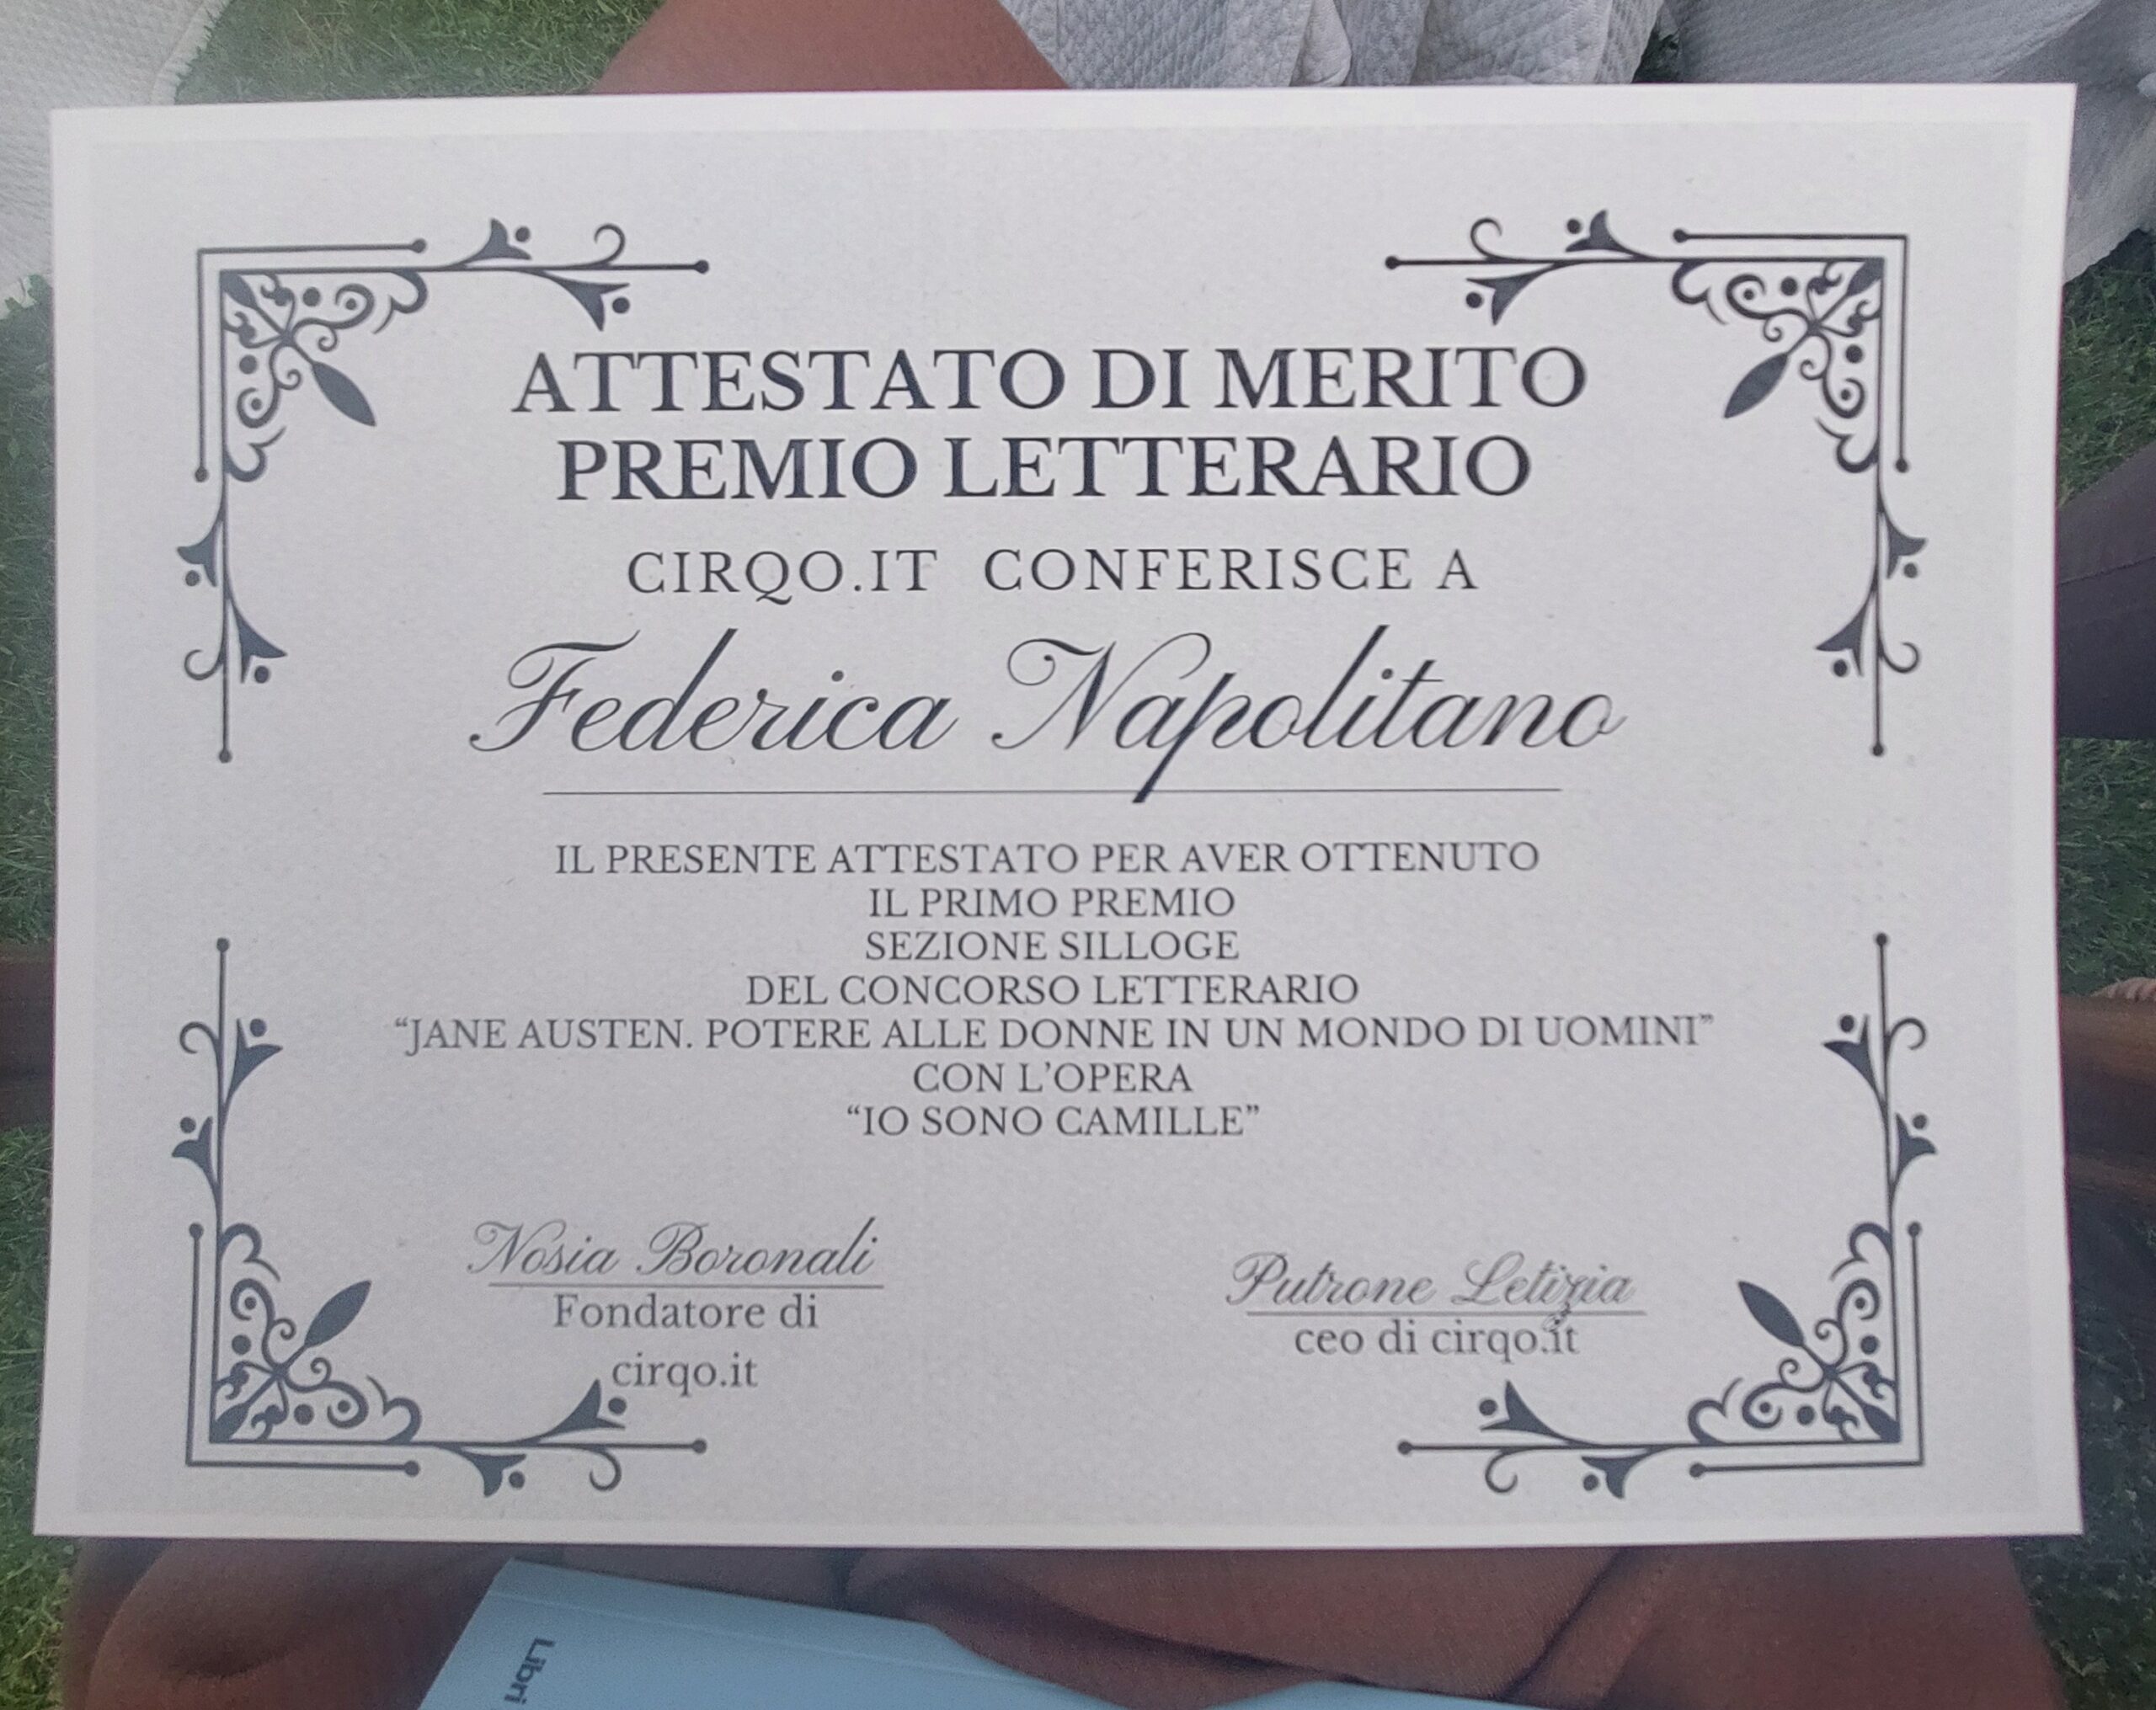 ATTESTATO DI MERITO
PREMIO LETTERARIO
CIRQO.IT CONFERISCE A
Federica Napolitano
IL PRESENTE ATTESTATO PER AVER OTTENUTO
IL PRIMO PREMIO
SEZIONE SILLOGE
DEL CONCORSO LETTERARIO
“JANE AUSTEN. POTERE ALLE DONNE IN UN MONDO DI UOMINI”
CON L’OPERA
“IO SONO CAMILLE”
Nosia Boronali
Fondatore di
cirqo.it
Putrone Letizia
ceo di cirqo.it
Libri